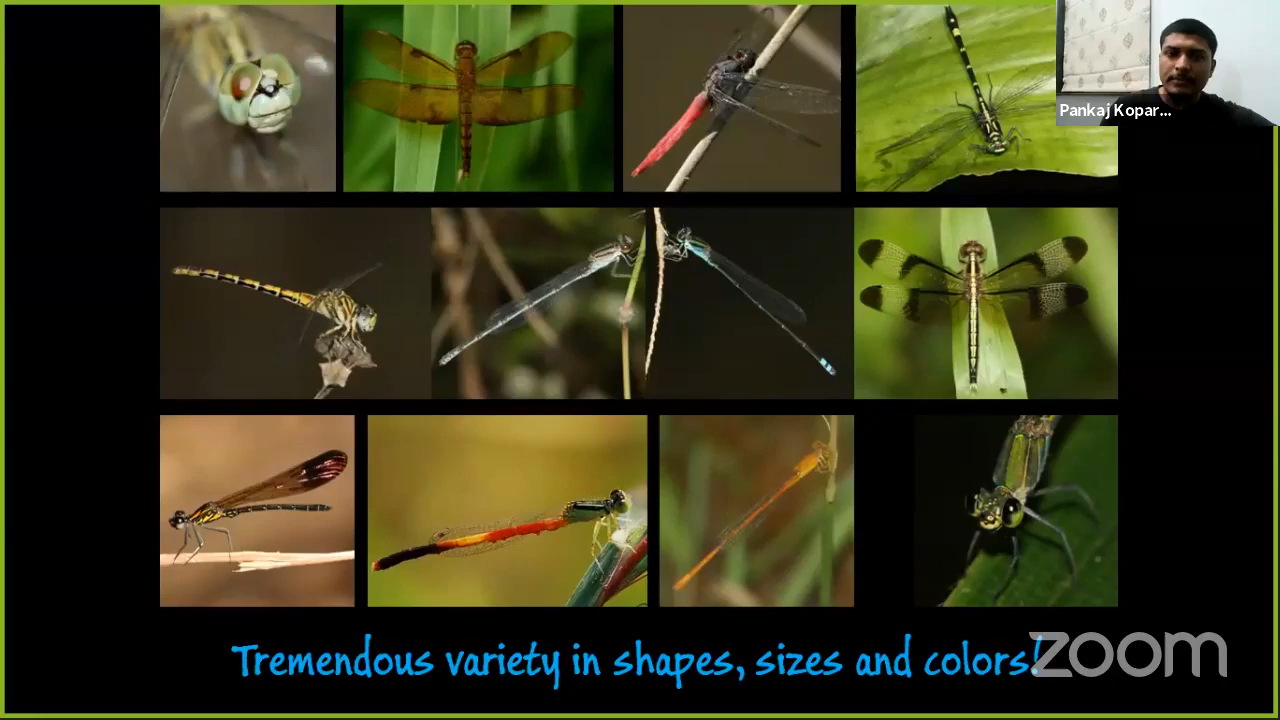 Pankaj Kopar...
Tremendous variety in shapes, sizes and colors!
zoom